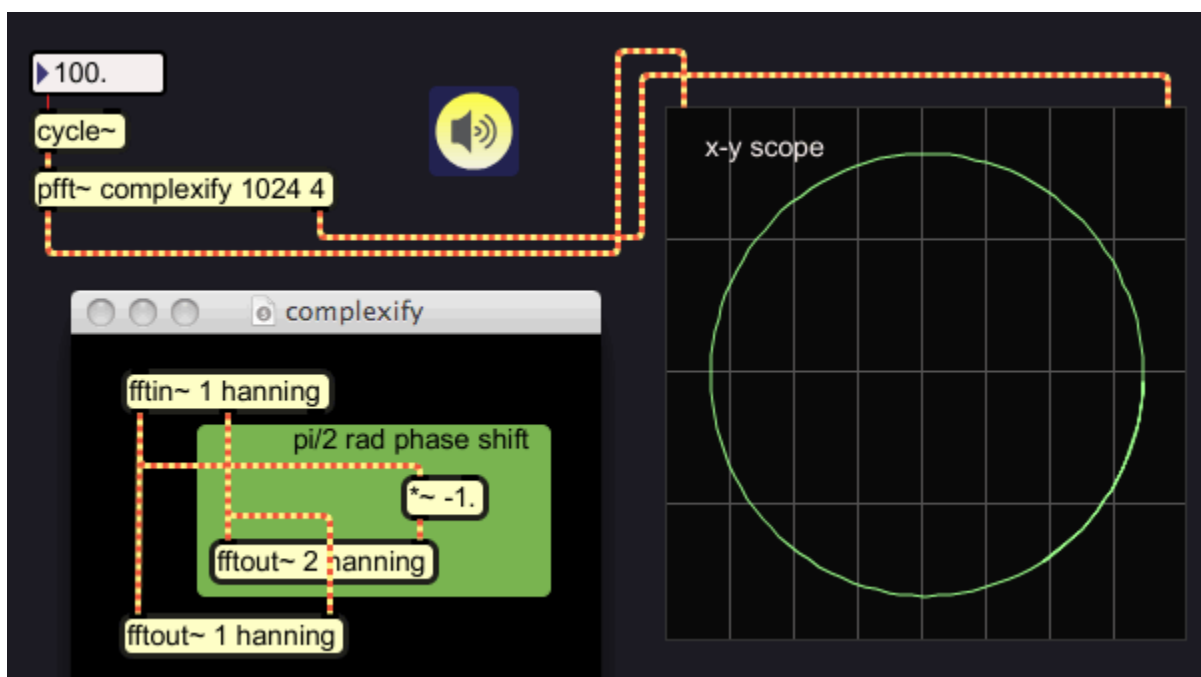 100.
cycle~
pfft~ complexify 1024 4
x-y scope
complexify
fftin~ 1 hanning
pi/2 rad phase shift
*~ -1.
fftout~ 2 hanning
fftout~ 1 hanning